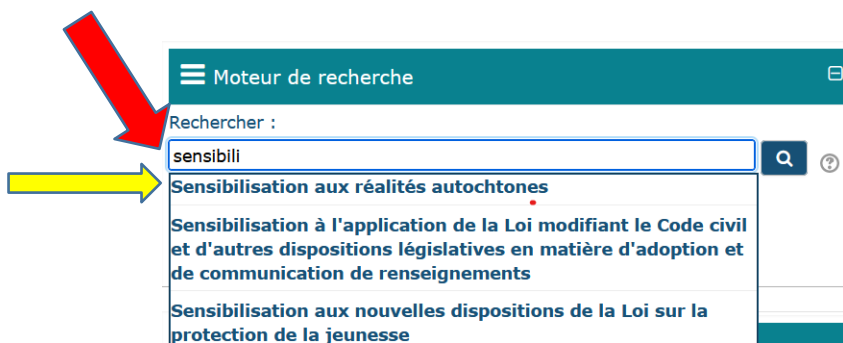 Moteur de recherche
Rechercher :
sensibili
Sensibilisation aux réalités autochtones
Sensibilisation à l'application de la Loi modifiant le Code civil
et d'autres dispositions législatives en matière d'adoption et
de communication de renseignements
Sensibilisation aux nouvelles dispositions de la Loi sur la
protection de la jeunesse